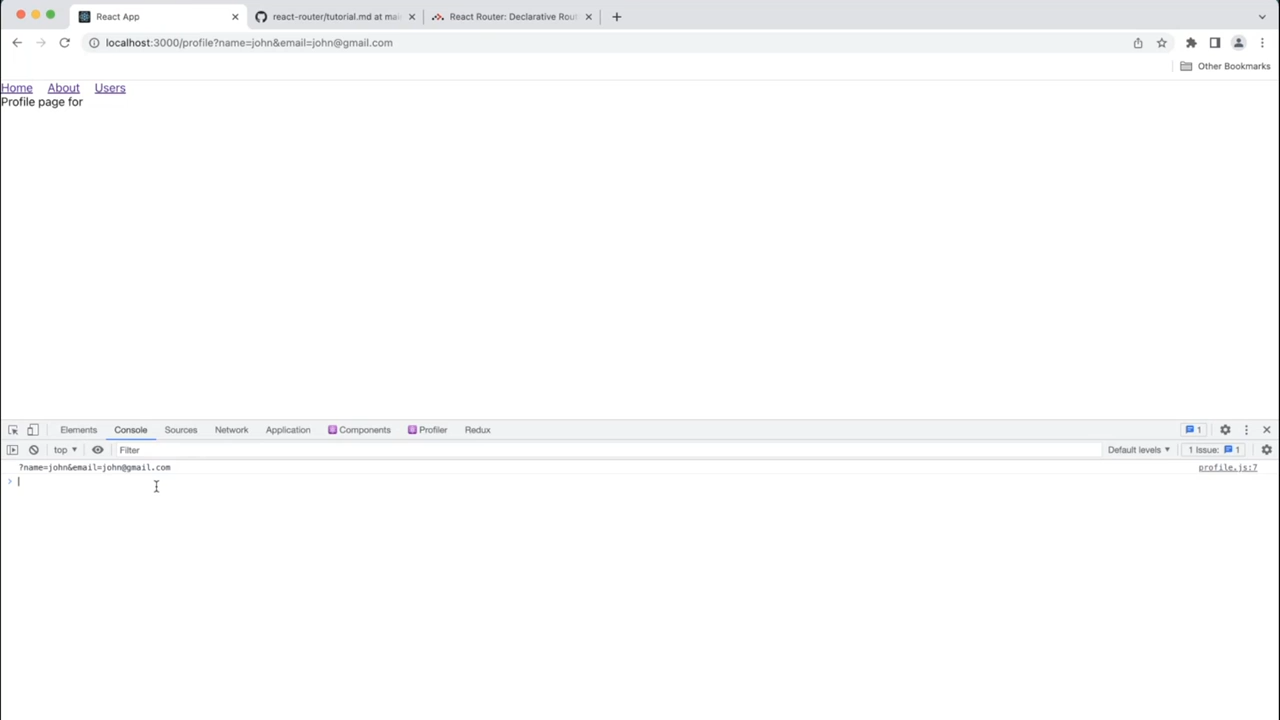 React App
react-router/tutorial.md at mai
React Router: Declarative Rout
localhost:3000/profile?name=john&email=john@gmail.com
Other Bookmarks
Home About Users
Profile page for
Elements Console Sources Network Application Components Profiler Redux 1
top Filter Default levels 1 Issue: 1
?name=john&email=john@gmail.com profile.js:7